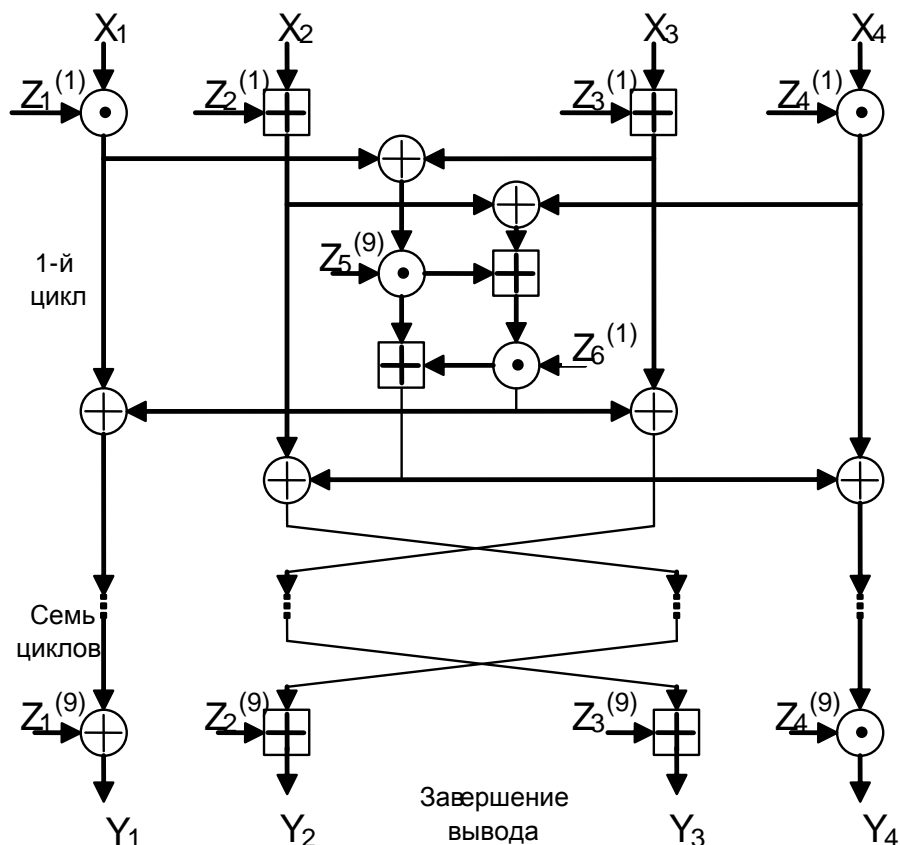 X1 X2 X3 X4
Z1(1) Z2(1) Z3(1) Z4(1)
Z5(9)
1-й
цикл
Z6(1)
Семь
циклов
Z1(9) Z2(9) Z3(9) Z4(9)
Завершение
вывода
Y1 Y2 Y3 Y4